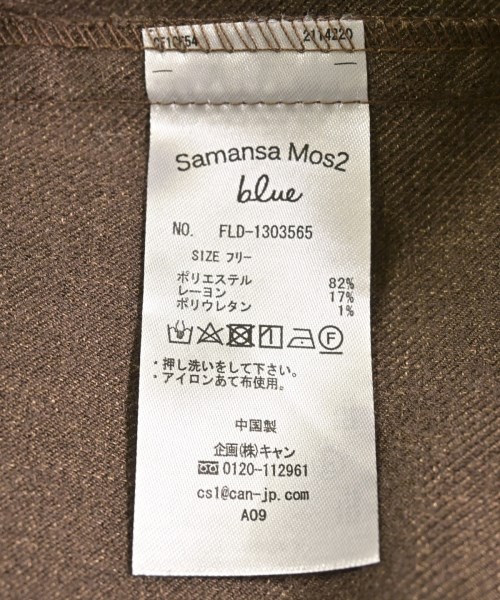 2114220
Samansa Mos2
blue
NO. FLD-1303565
SIZE フリー
ポリエステル 82%
レーヨン 17%
ポリウレタン 1%
・押し洗いをして下さい。
・アイロンあて布使用。
中国製
企画(株)キャン
0120-112961
cs1@can-jp.com
A09